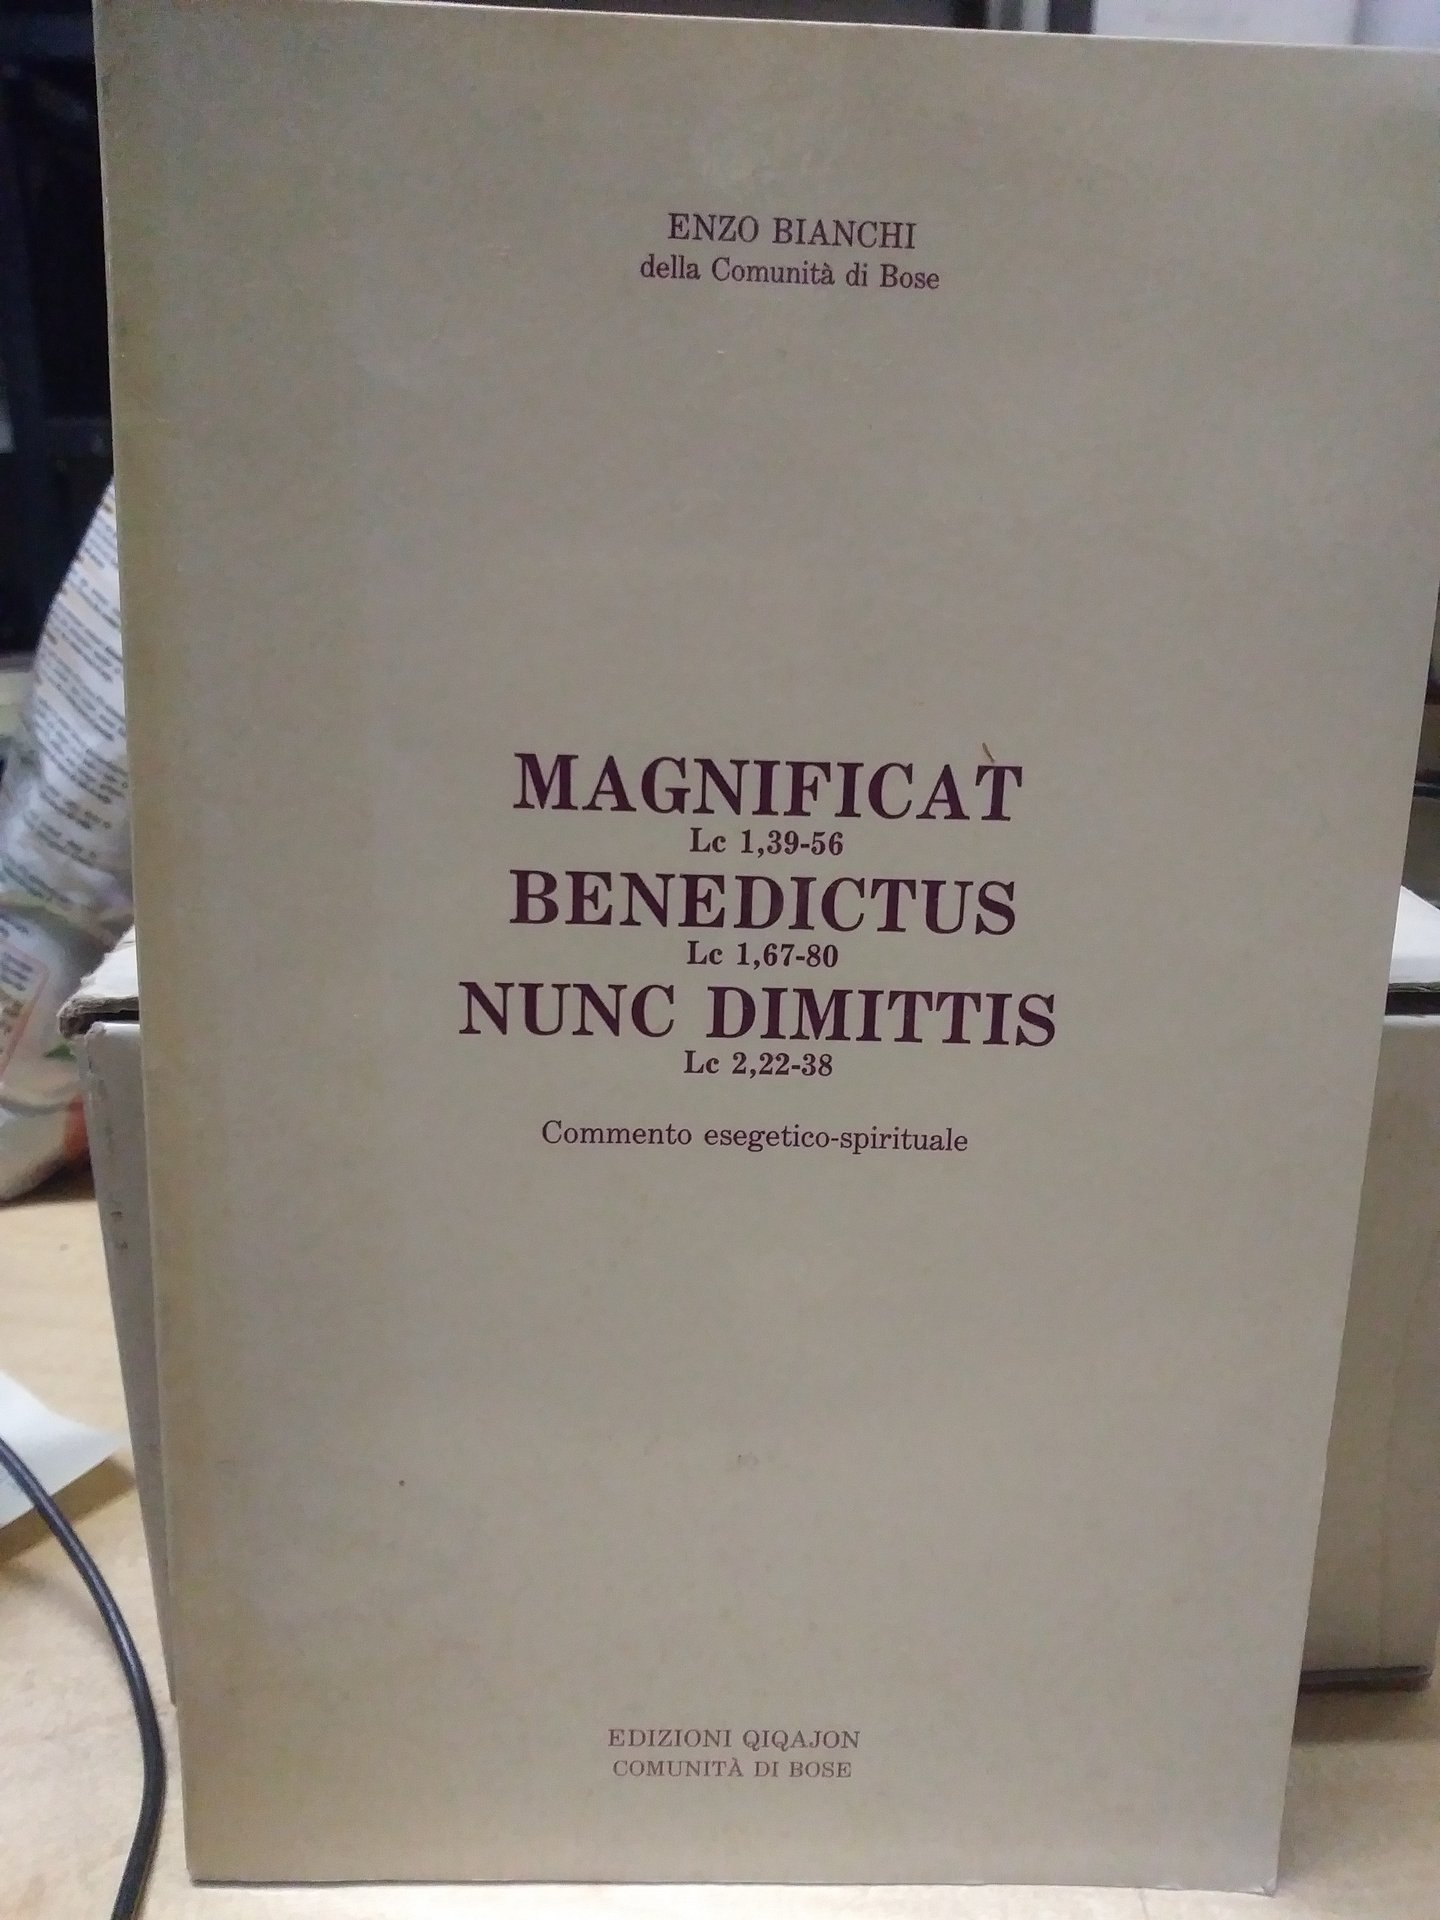 ENZO BIANCHI
della Comunità di Bose
MAGNIFICAT
Lc 1,39-56
BENEDICTUS
Lc 1,67-80
NUNC DIMITTIS
Lc 2,22-38
Commento esegetico-spirituale
EDIZIONI QIQAJON
COMUNITÀ DI BOSE